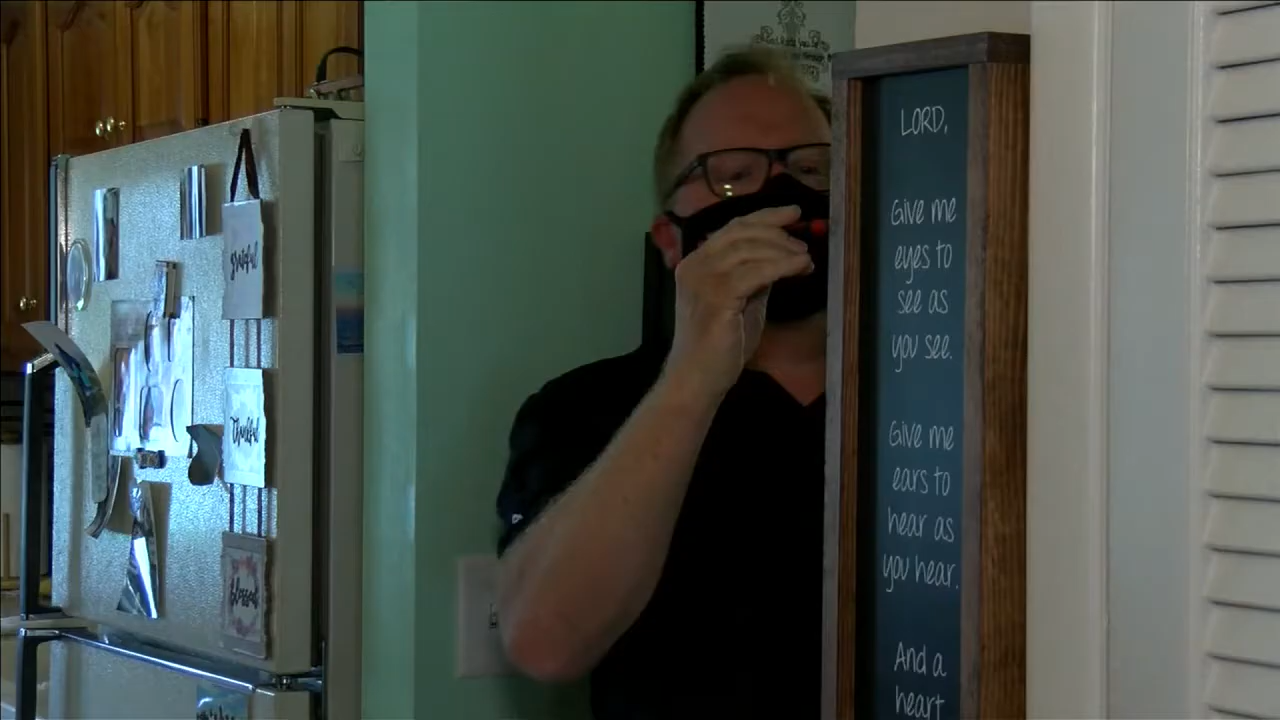 grateful
thankful
blessed
LORD,
Give me
eyes to
see as
you see.
Give me
ears to
hear as
you hear.
And a
heart